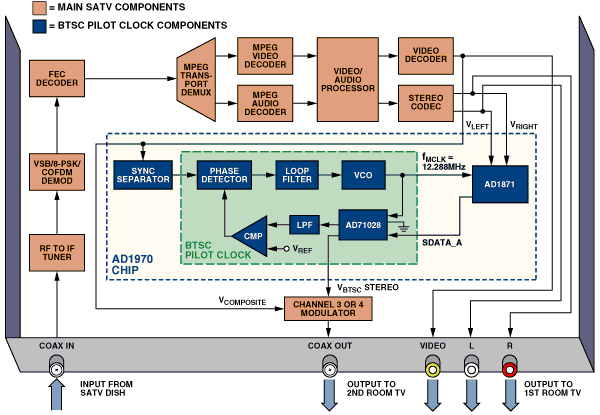 = MAIN SATV COMPONENTS
= BTSC PILOT CLOCK COMPONENTS
FEC
DECODER
MPEG
TRANS-
PORT
DEMUX
MPEG
VIDEO
DECODER
VIDEO/
AUDIO
PROCESSOR
VIDEO
DECODER
MPEG
AUDIO
DECODER
STEREO
CODEC
VLEFT
VRIGHT
VSB/8-PSK/
COFDM
DEMOD
SYNC
SEPARATOR
PHASE
DETECTOR
LOOP
FILTER
VCO
fMCLK =
12.288MHz
AD1871
CMP
LPF
AD71028
VREF
SDATA_A
BTSC
PILOT CLOCK
AD1970
CHIP
RF TO IF
TUNER
VBTSC STEREO
VCOMPOSITE
CHANNEL 3 OR 4
MODULATOR
COAX IN
COAX OUT
VIDEO
L
R
INPUT FROM
SATV DISH
OUTPUT TO
2ND ROOM TV
OUTPUT TO
1ST ROOM TV